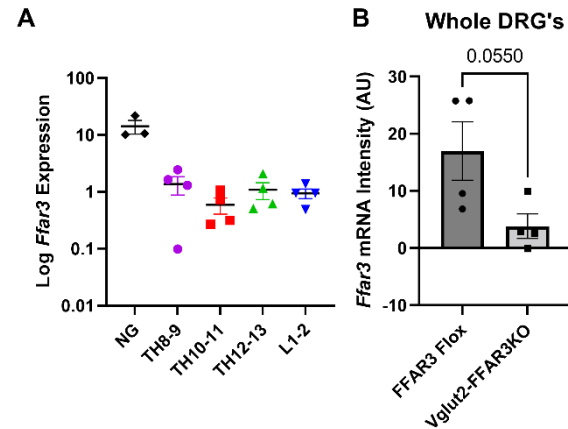 A
Log Ffar3 Expression
100
10
1
0.1
0.01
NG
TH8-9
TH10-11
TH12-13
L1-2
B
Whole DRG's
0.0550
Ffar3 mRNA Intensity (AU)
30
20
10
0
-10
FFAR3 Flox
Vglut2-FFAR3KO